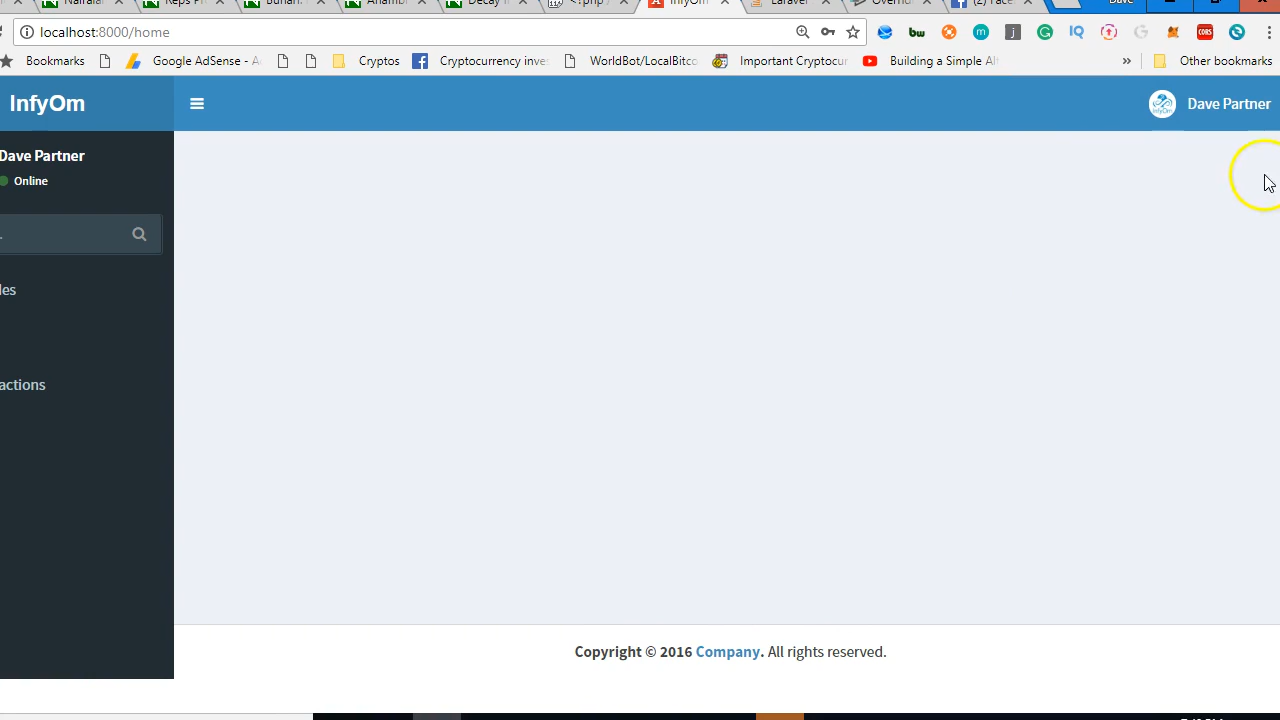 localhost:8000/home
Bookmarks Google AdSense - A Cryptos Cryptocurrency inve WorldBot/LocalBitco Important Cryptocur Building a Simple Alt » Other bookmarks
InfyOm
Dave Partner
Dave Partner
Online
les
actions
Copyright © 2016 Company. All rights reserved.